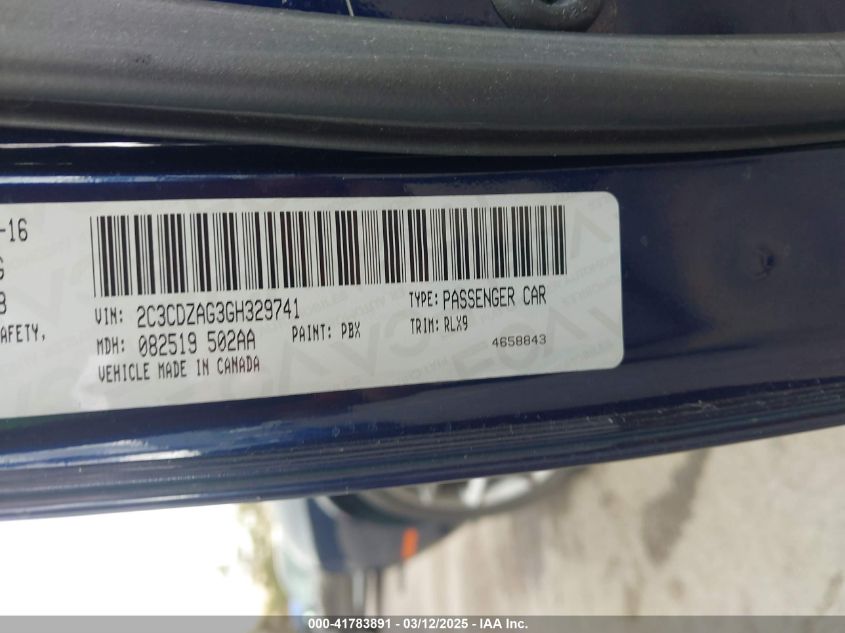 -16
G
B
AFETY,
VIN: 2C3CDZAG3GH329741 TYPE: PASSENGER CAR
MDH: 082519 502AA PAINT: PBX TRIM: RLX9
VEHICLE MADE IN CANADA 4658843
000-41783891 - 03/12/2025 - IAA Inc.